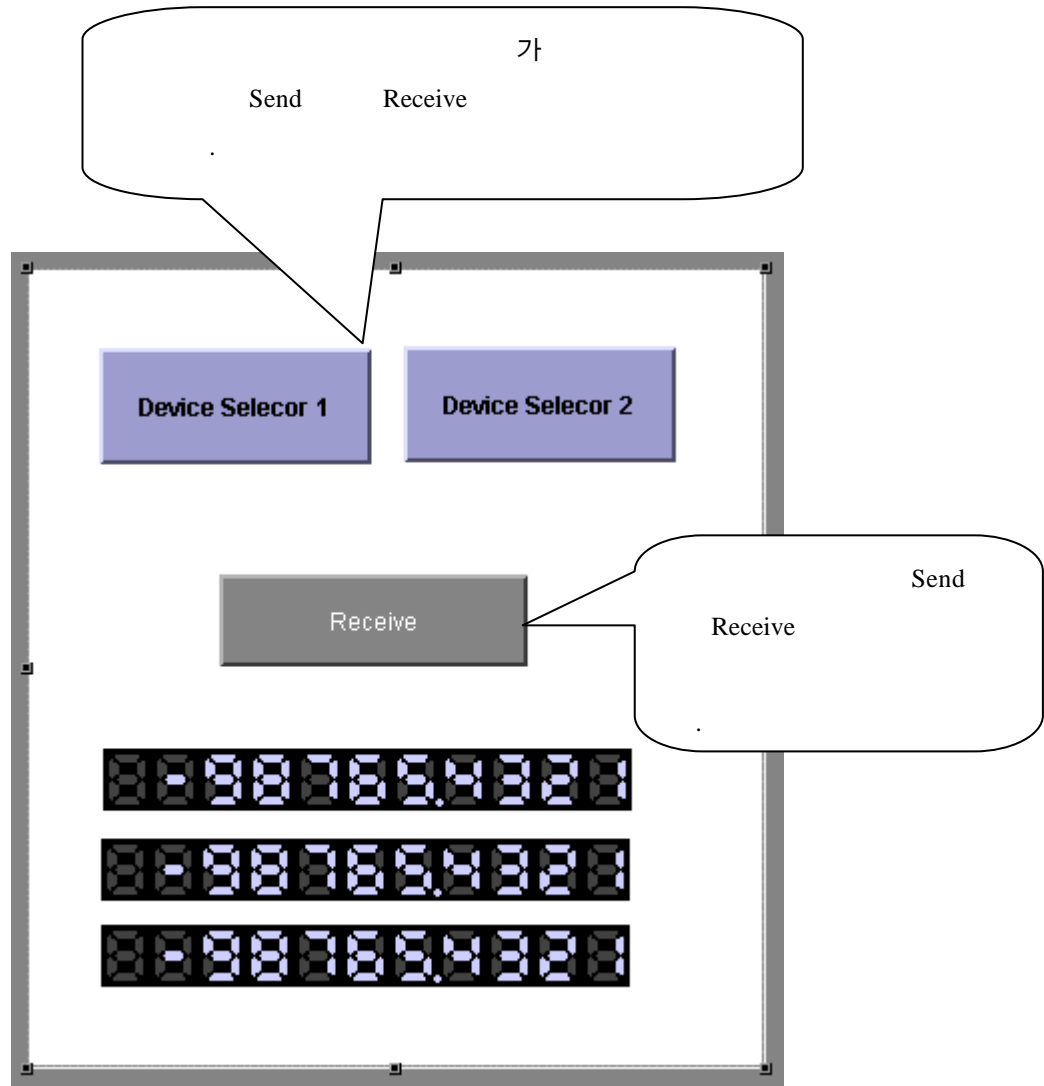 가
Send Receive
.
Device Selecor 1 Device Selecor 2
Send
Receive
Receive
.
-98765.4321
-98765.4321
-98765.4321